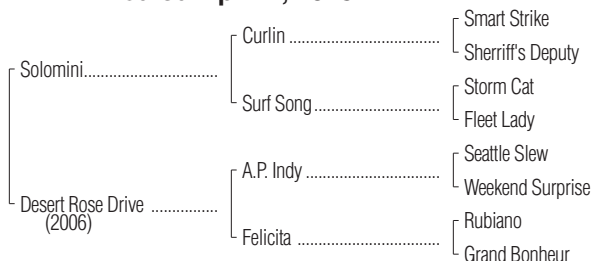 Smart Strike
Curlin ................................
Sherriff's Deputy
Solomini............................
Storm Cat
Surf Song ..........................
Fleet Lady
Seattle Slew
A.P. Indy ............................
Weekend Surprise
Desert Rose Drive ..............
(2006)
Rubiano
Felicita ..............................
Grand Bonheur